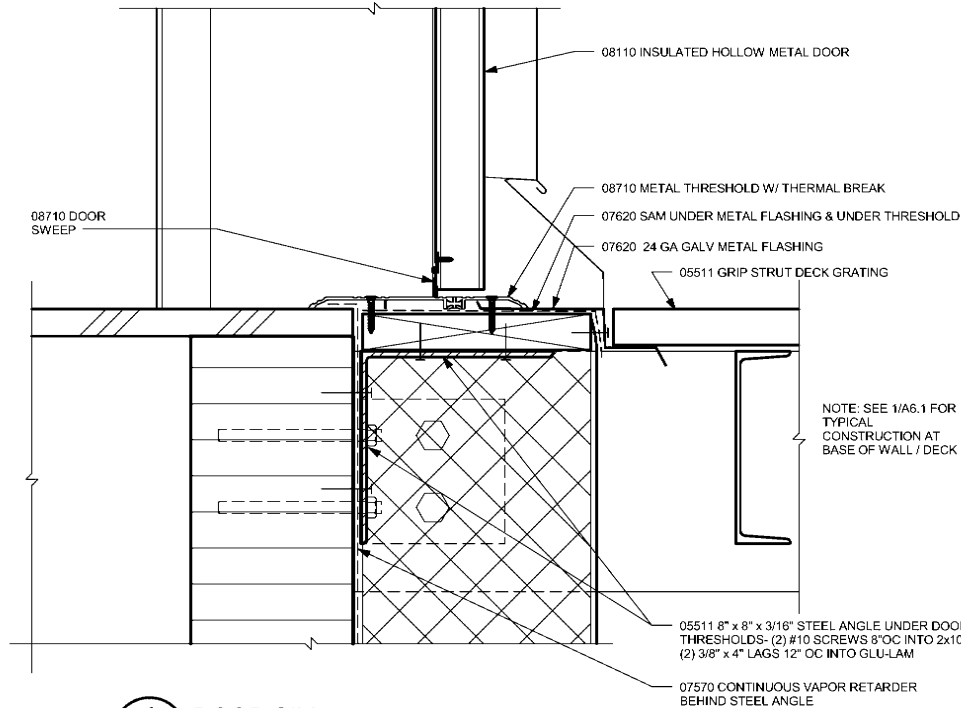 08110 INSULATED HOLLOW METAL DOOR
08710 METAL THRESHOLD W/ THERMAL BREAK
08710 DOOR
SWEEP
07620 SAM UNDER METAL FLASHING & UNDER THRESHOLD
07620 24 GA GALV METAL FLASHING
05511 GRIP STRUT DECK GRATING
NOTE: SEE 1/A6.1 FOR
TYPICAL
CONSTRUCTION AT
BASE OF WALL / DECK
05511 8" x 8" x 3/16" STEEL ANGLE UNDER DOO
THRESHOLDS- (2) #10 SCREWS 8"OC INTO 2x10
(2) 3/8" x 4" LAGS 12" OC INTO GLU-LAM
07570 CONTINUOUS VAPOR RETARDER
BEHIND STEEL ANGLE